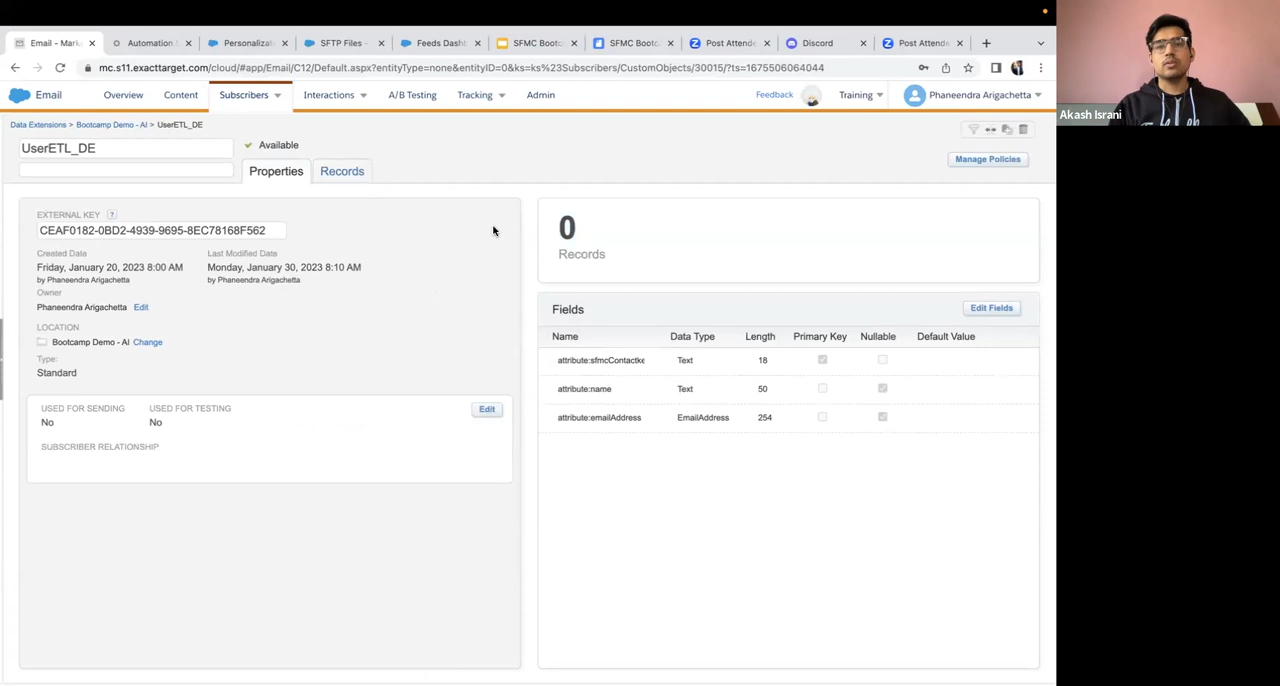 Email - Mark
Automation
Personaliza
SFTP Files -
Feeds Dash
SFMC Bootc
SFMC Bootc
Post Attende
Discord
Post Attende
mc.s11.exacttarget.com/cloud/#app/Email/C12/Default.aspx?entityType=none&entityID=0&ks=ks%23Subscribers/CustomObjects/30015/?ts=1675506064044
Email
Overview
Content
Subscribers
Interactions
A/B Testing
Tracking
Admin
Feedback
Training
Phaneendra Arigachetta
Data Extensions > Bootcamp Demo - AI > UserETL_DE
UserETL_DE
Available
Properties
Records
Manage Policies
EXTERNAL KEY ?
CEAF0182-0BD2-4939-9695-8EC78168F562
Created Date
Last Modified Date
Friday, January 20, 2023 8:00 AM
Monday, January 30, 2023 8:10 AM
by Phaneendra Arigachetta
by Phaneendra Arigachetta
Owner
Phaneendra Arigachetta Edit
LOCATION
Bootcamp Demo - AI Change
Type:
Standard
USED FOR SENDING
USED FOR TESTING
Edit
No
No
SUBSCRIBER RELATIONSHIP
0
Records
Fields
Edit Fields
Name Data Type Length Primary Key Nullable Default Value
attribute:sfmcContactke Text 18
attribute:name Text 50
attribute:emailAddress EmailAddress 254
Akash Israni